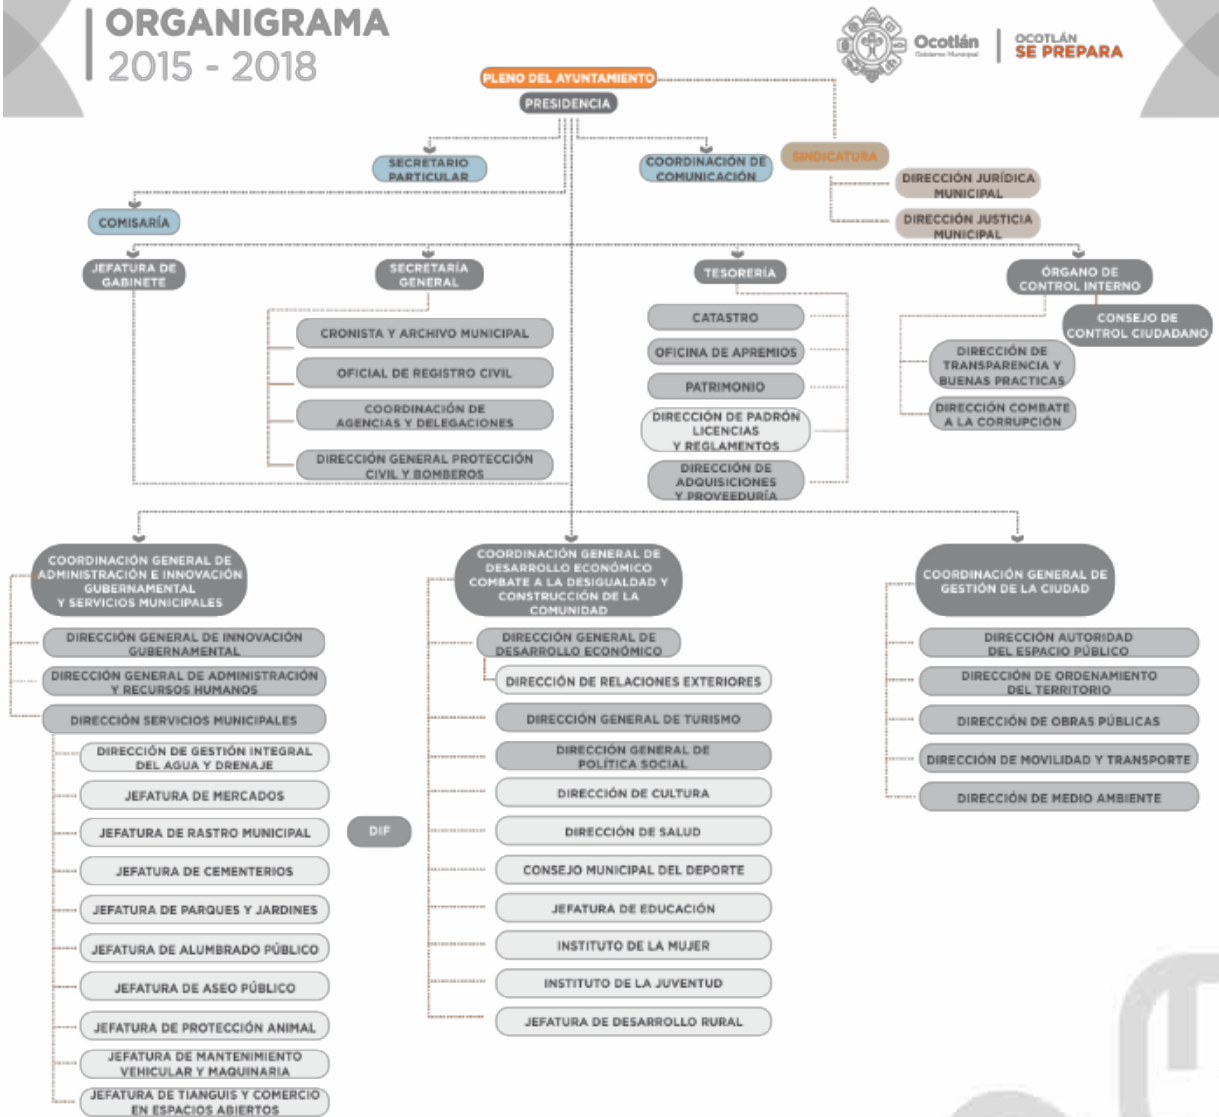 ORGANIGRAMA
2015 - 2018
Ocotlán
Gobierno Municipal
OCOTLÁN
SE PREPARA
PLENO DEL AYUNTAMIENTO
PRESIDENCIA
SECRETARIO
PARTICULAR
COORDINACIÓN DE
COMUNICACIÓN
SINDICATURA
DIRECCIÓN JURÍDICA
MUNICIPAL
DIRECCIÓN JUSTICIA
MUNICIPAL
COMISARÍA
JEFATURA DE
GABINETE
SECRETARÍA
GENERAL
TESORERÍA
ÓRGANO DE
CONTROL INTERNO
CONSEJO DE
CONTROL CIUDADANO
CRONISTA Y ARCHIVO MUNICIPAL
OFICIAL DE REGISTRO CIVIL
COORDINACIÓN DE
AGENCIAS Y DELEGACIONES
DIRECCIÓN GENERAL PROTECCIÓN
CIVIL Y BOMBEROS
CATASTRO
OFICINA DE APREMIOS
PATRIMONIO
DIRECCIÓN DE PADRÓN
LICENCIAS
Y REGLAMENTOS
DIRECCIÓN DE
ADQUISICIONES
Y PROVEEDURÍA
DIRECCIÓN DE
TRANSPARENCIA Y
BUENAS PRACTICAS
DIRECCIÓN COMBATE
A LA CORRUPCIÓN
COORDINACIÓN GENERAL DE
ADMINISTRACIÓN E INNOVACIÓN
GUBERNAMENTAL
Y SERVICIOS MUNICIPALES
DIRECCIÓN GENERAL DE INNOVACIÓN
GUBERNAMENTAL
DIRECCIÓN GENERAL DE ADMINISTRACIÓN
Y RECURSOS HUMANOS
DIRECCIÓN SERVICIOS MUNICIPALES
DIRECCIÓN DE GESTIÓN INTEGRAL
DEL AGUA Y DRENAJE
JEFATURA DE MERCADOS
JEFATURA DE RASTRO MUNICIPAL
JEFATURA DE CEMENTERIOS
JEFATURA DE PARQUES Y JARDINES
JEFATURA DE ALUMBRADO PÚBLICO
JEFATURA DE ASEO PÚBLICO
JEFATURA DE PROTECCIÓN ANIMAL
JEFATURA DE MANTENIMIENTO
VEHICULAR Y MAQUINARIA
JEFATURA DE TIANGUIS Y COMERCIO
EN ESPACIOS ABIERTOS
DIF
COORDINACIÓN GENERAL DE
DESARROLLO ECONÓMICO
COMBATE A LA DESIGUALDAD Y
CONSTRUCCIÓN DE LA
COMUNIDAD
DIRECCIÓN GENERAL DE
DESARROLLO ECONÓMICO
DIRECCIÓN DE RELACIONES EXTERIORES
DIRECCIÓN GENERAL DE TURISMO
DIRECCIÓN GENERAL DE
POLÍTICA SOCIAL
DIRECCIÓN DE CULTURA
DIRECCIÓN DE SALUD
CONSEJO MUNICIPAL DEL DEPORTE
JEFATURA DE EDUCACIÓN
INSTITUTO DE LA MUJER
INSTITUTO DE LA JUVENTUD
JEFATURA DE DESARROLLO RURAL
COORDINACIÓN GENERAL DE
GESTIÓN DE LA CIUDAD
DIRECCIÓN AUTORIDAD
DEL ESPACIO PÚBLICO
DIRECCIÓN DE ORDENAMIENTO
DEL TERRITORIO
DIRECCIÓN DE OBRAS PÚBLICAS
DIRECCIÓN DE MOVILIDAD Y TRANSPORTE
DIRECCIÓN DE MEDIO AMBIENTE